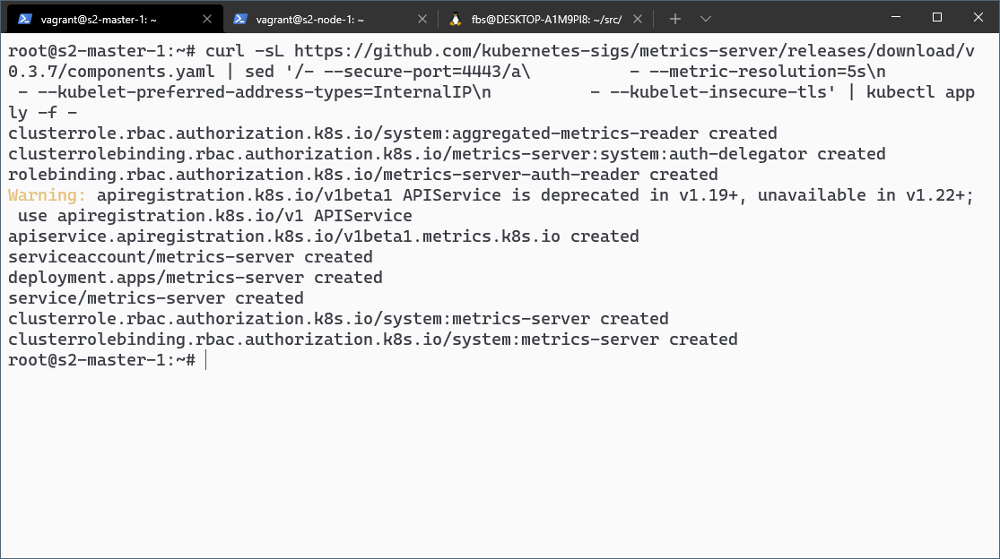 vagrant@s2-master-1: ~
vagrant@s2-node-1: ~
fbs@DESKTOP-A1M9PI8: ~/src/
root@s2-master-1:~# curl -sL https://github.com/kubernetes-sigs/metrics-server/releases/download/v
0.3.7/components.yaml | sed '/- --secure-port=4443/a\          - --metric-resolution=5s\n
 - --kubelet-preferred-address-types=InternalIP\n          - --kubelet-insecure-tls' | kubectl app
ly -f -
clusterrole.rbac.authorization.k8s.io/system:aggregated-metrics-reader created
clusterrolebinding.rbac.authorization.k8s.io/metrics-server:system:auth-delegator created
rolebinding.rbac.authorization.k8s.io/metrics-server-auth-reader created
Warning: apiregistration.k8s.io/v1beta1 APIService is deprecated in v1.19+, unavailable in v1.22+;
 use apiregistration.k8s.io/v1 APIService
apiservice.apiregistration.k8s.io/v1beta1.metrics.k8s.io created
serviceaccount/metrics-server created
deployment.apps/metrics-server created
service/metrics-server created
clusterrole.rbac.authorization.k8s.io/system:metrics-server created
clusterrolebinding.rbac.authorization.k8s.io/system:metrics-server created
root@s2-master-1:~#